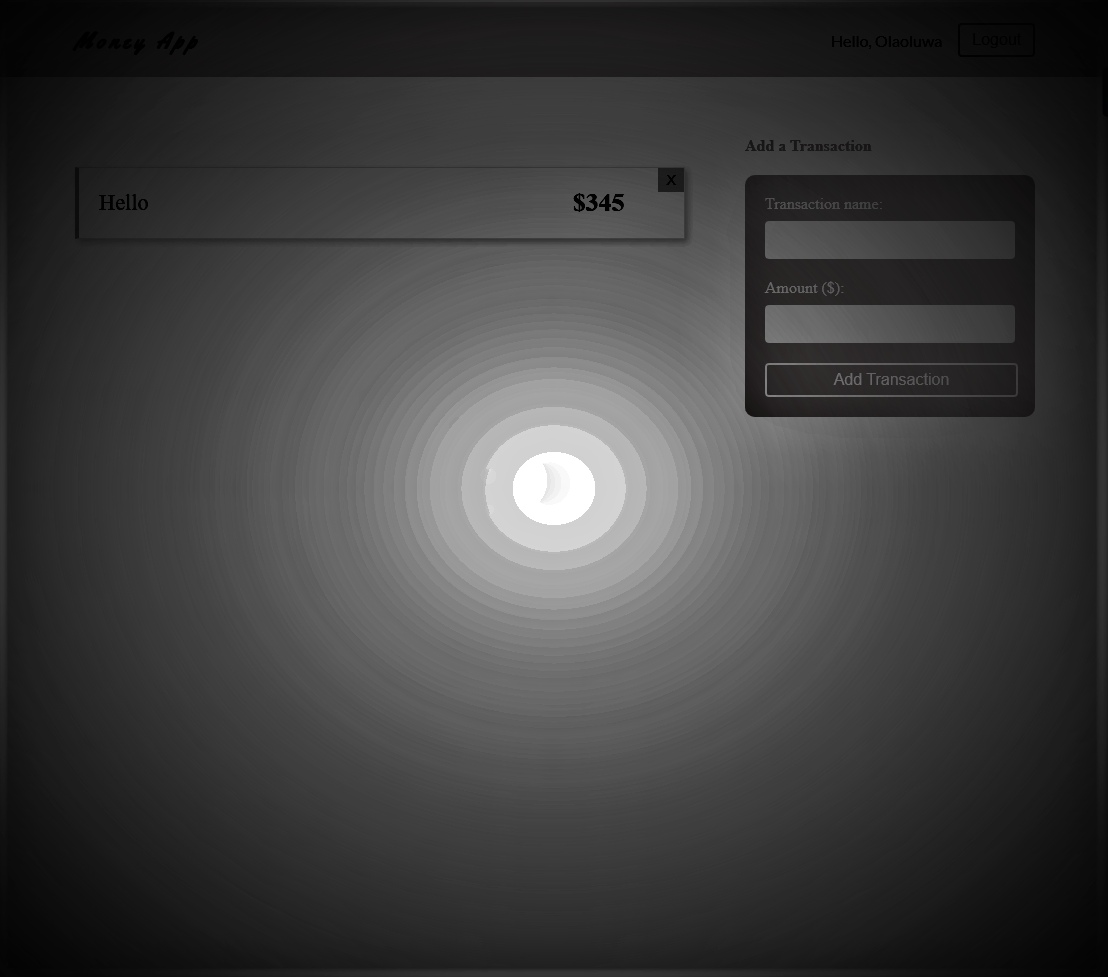 Money App
Hello, Olaoluwa
Logout
Hello
$345
X
Add a Transaction
Transaction name:
Amount ($):
Add Transaction